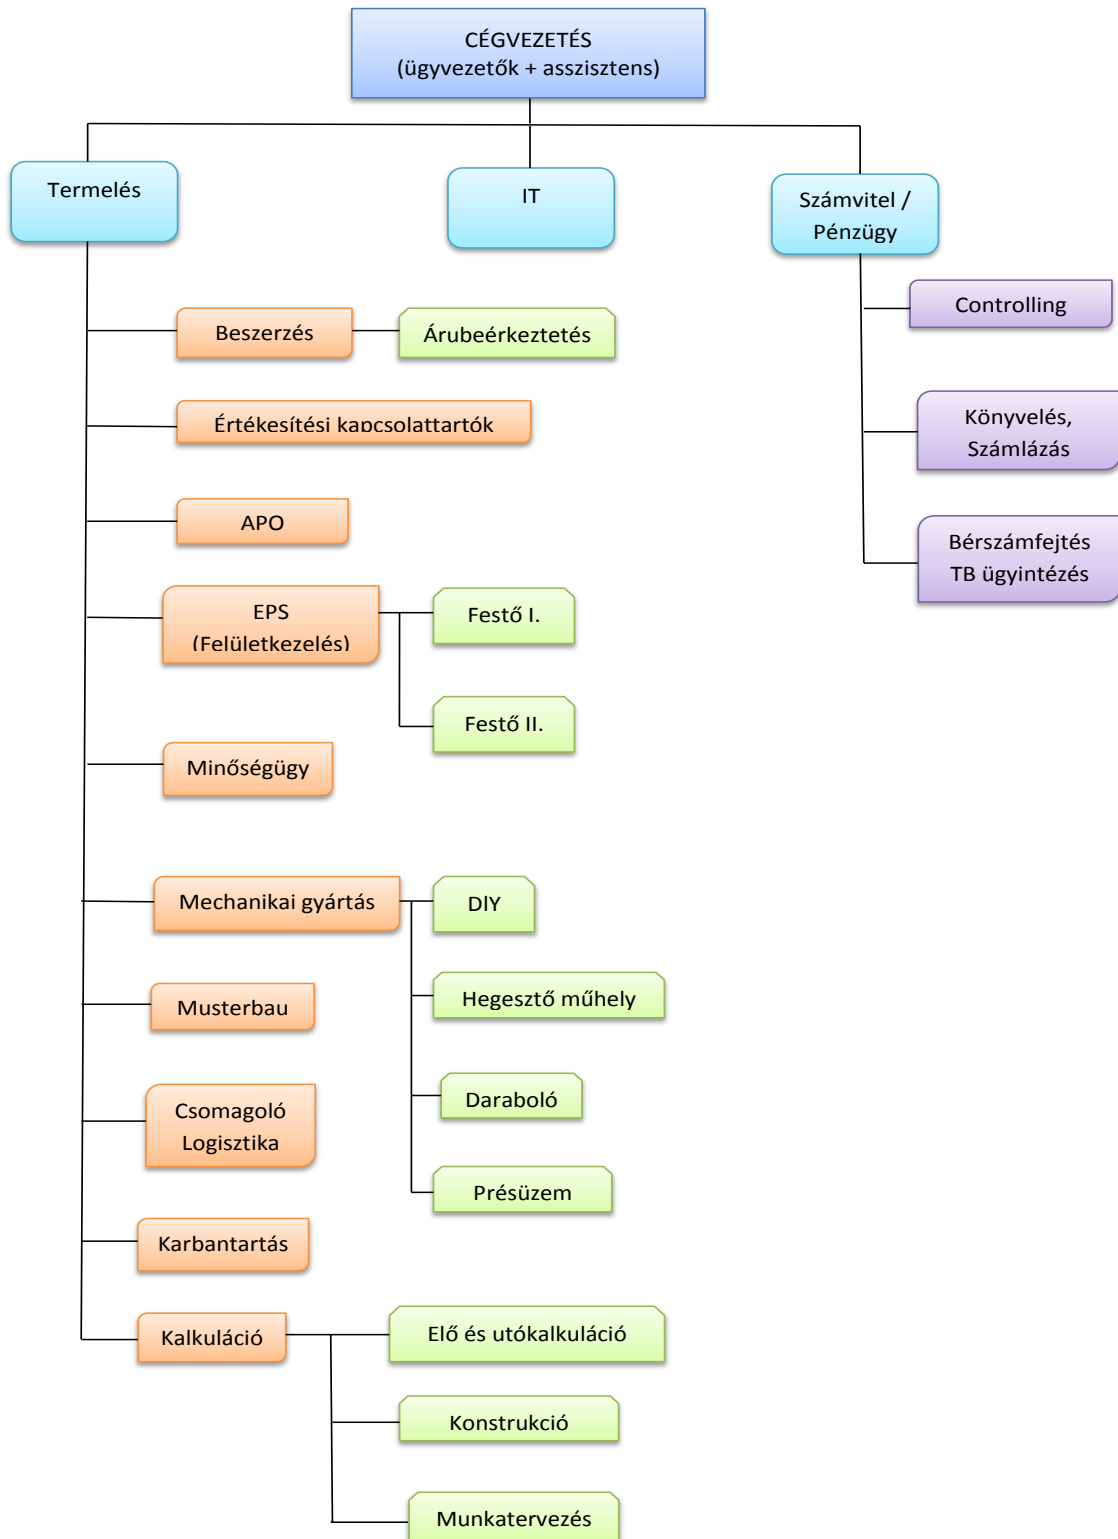 CÉGVEZETÉS
(ügyvezetők + asszisztens)
Termelés
IT
Számvitel /
Pénzügy
Controlling
Beszerzés
Árubeérkeztetés
Értékesítési kapcsolattartók
Könyvelés,
Számlázás
APO
Bérszámfejtés
TB ügyintézés
EPS
(Felületkezelés)
Festő I.
Festő II.
Minőségügy
Mechanikai gyártás
DIY
Hegesztő műhely
Musterbau
Daraboló
Csomagoló
Logisztika
Présüzem
Karbantartás
Kalkuláció
Elő és utókalkuláció
Konstrukció
Munkatervezés